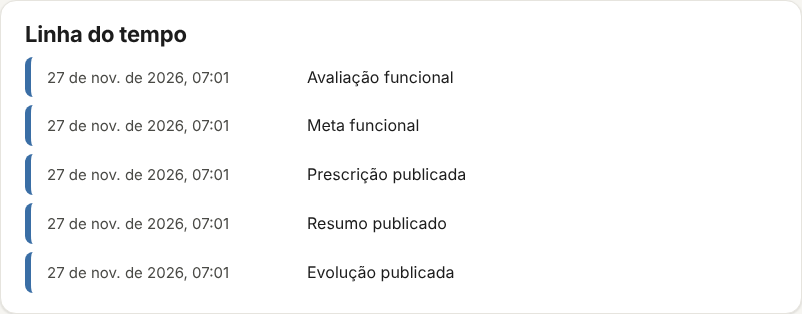 Linha do tempo
27 de nov. de 2026, 07:01 Avaliação funcional
27 de nov. de 2026, 07:01 Meta funcional
27 de nov. de 2026, 07:01 Prescrição publicada
27 de nov. de 2026, 07:01 Resumo publicado
27 de nov. de 2026, 07:01 Evolução publicada